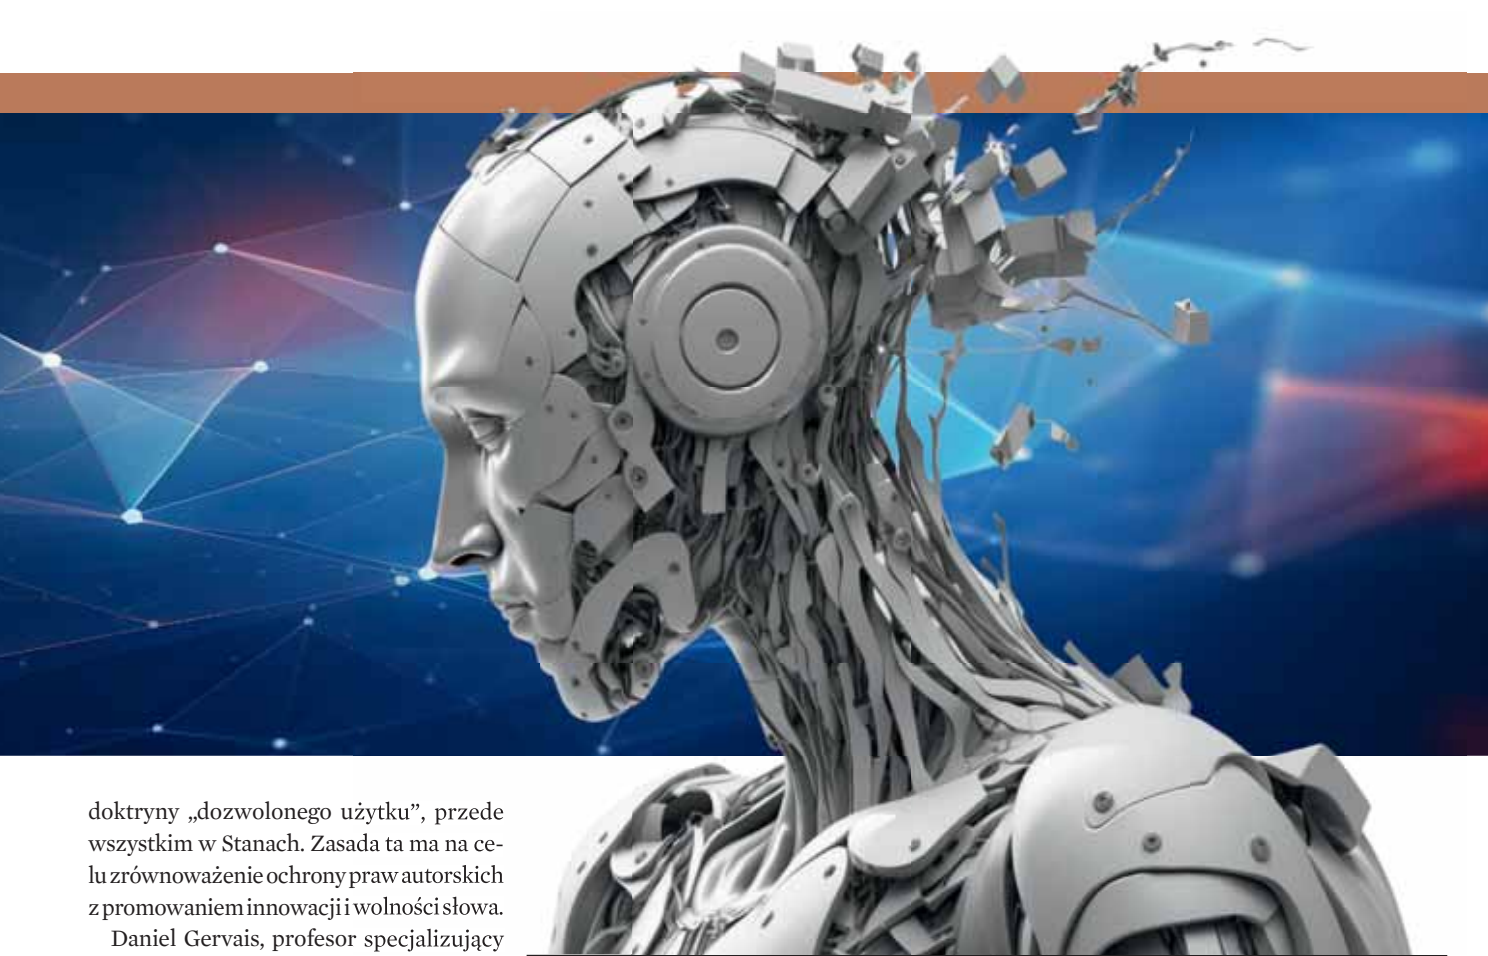 doktryny „dozwolonego użytku”, przede
wszystkim w Stanach. Zasada ta ma na ce-
lu zrównoważenie ochrony praw autorskich
z promowaniem innowacji i wolności słowa.
Daniel Gervais, profesor specjalizujący